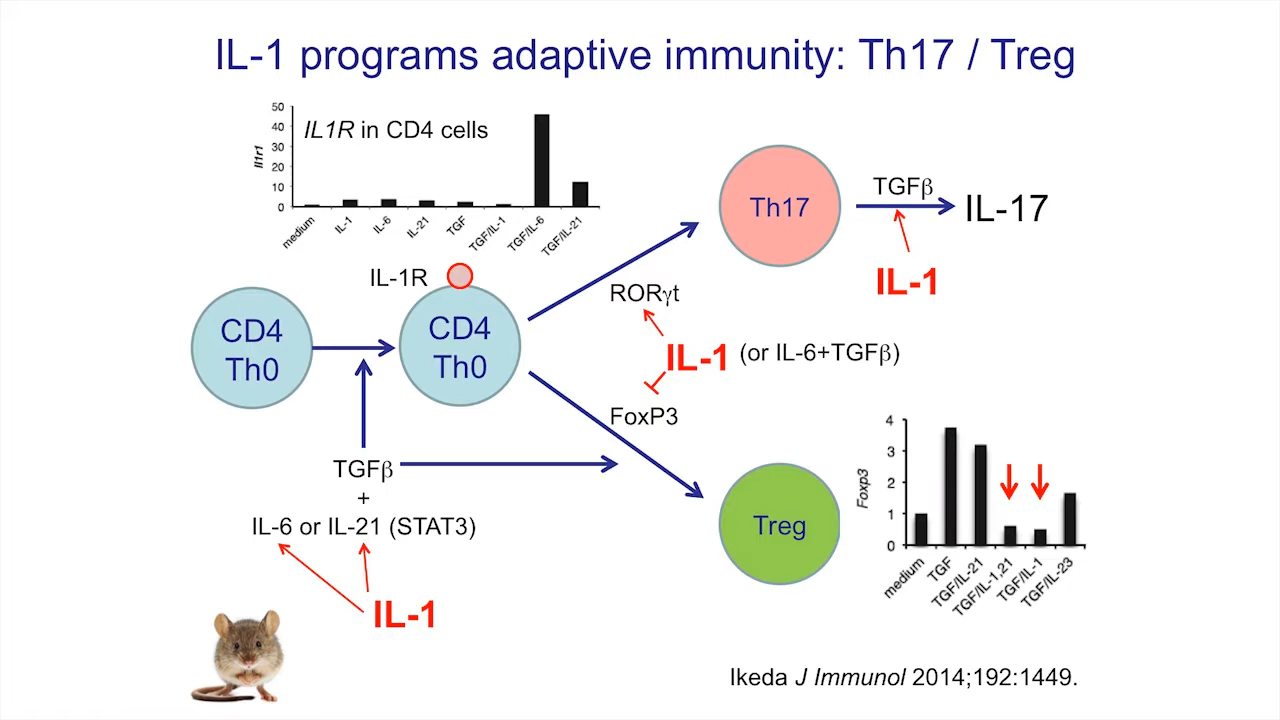 IL-1 programs adaptive immunity: Th17 / Treg
50
40
30
20
10
0
Il1r1
IL1R in CD4 cells
medium
IL-1
IL-6
IL-21
TGF
TGF/IL-1
TGF/IL-6
TGF/IL-21
Th17
TGFβ
IL-17
IL-1
IL-1R
CD4
Th0
CD4
Th0
RORγt
IL-1 (or IL-6+TGFβ)
FoxP3
TGFβ
+
IL-6 or IL-21 (STAT3)
IL-1
Treg
4
3
2
1
0
Foxp3
medium
TGF
TGF/IL-21
TGF/IL-1,21
TGF/IL-1
TGF/IL-23
Ikeda J Immunol 2014;192:1449.